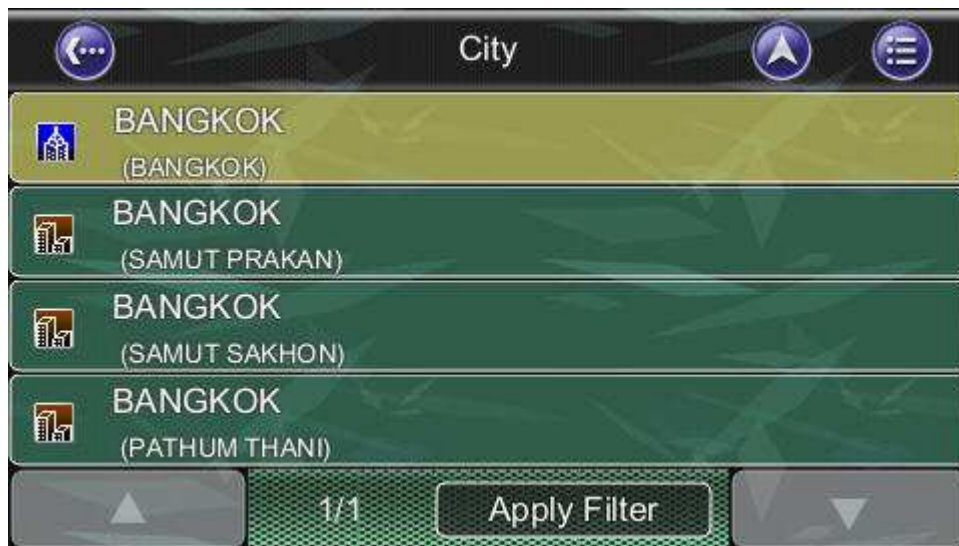 City
BANGKOK
(BANGKOK)
BANGKOK
(SAMUT PRAKAN)
BANGKOK
(SAMUT SAKHON)
BANGKOK
(PATHUM THANI)
1/1 Apply Filter